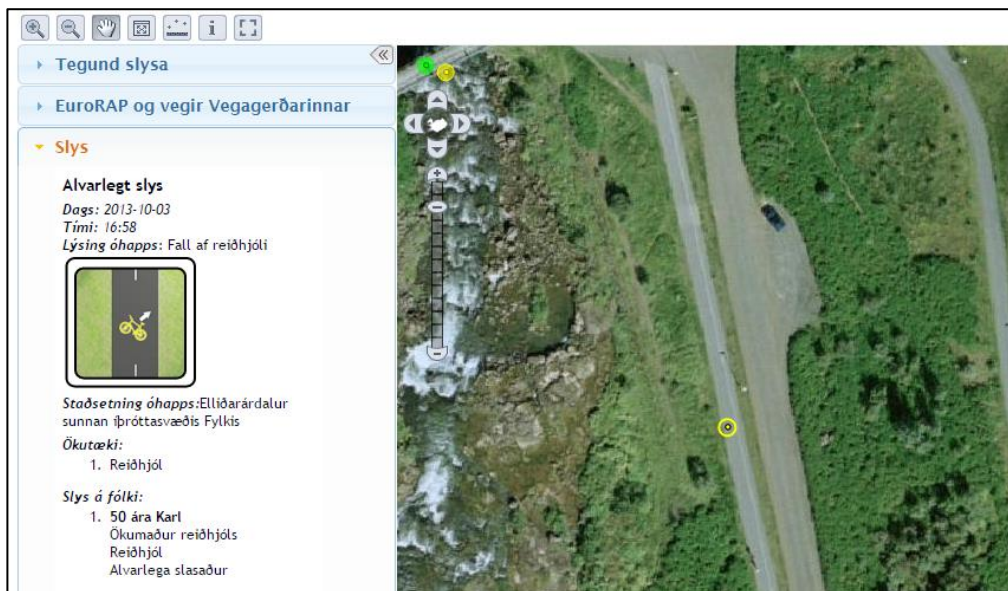 Tegund slysa
EuroRAP og vegir Vegagerðarinnar
Slys
Alvarlegt slys
Dags: 2013-10-03
Tími: 16:58
Lýsing óhapps: Fall af reiðhjóli
Staðsetning óhapps:Elliðarárdalur
sunnan íþróttasvæðis Fylkis
Ökutæki:
1. Reiðhjól
Slys á fólki:
1. 50 ára Karl
Ökumaður reiðhjóls
Reiðhjól
Alvarlega slasaður